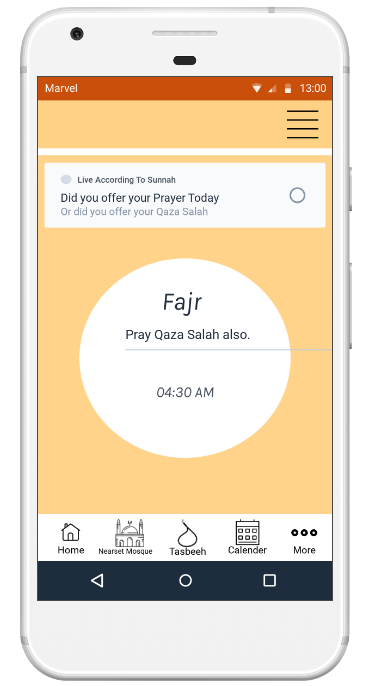 Marvel 13:00
Live According To Sunnah
Did you offer your Prayer Today
Or did you offer your Qaza Salah
Fajr
Pray Qaza Salah also.
04:30 AM
Home Nearset Mosque Tasbeeh Calender More